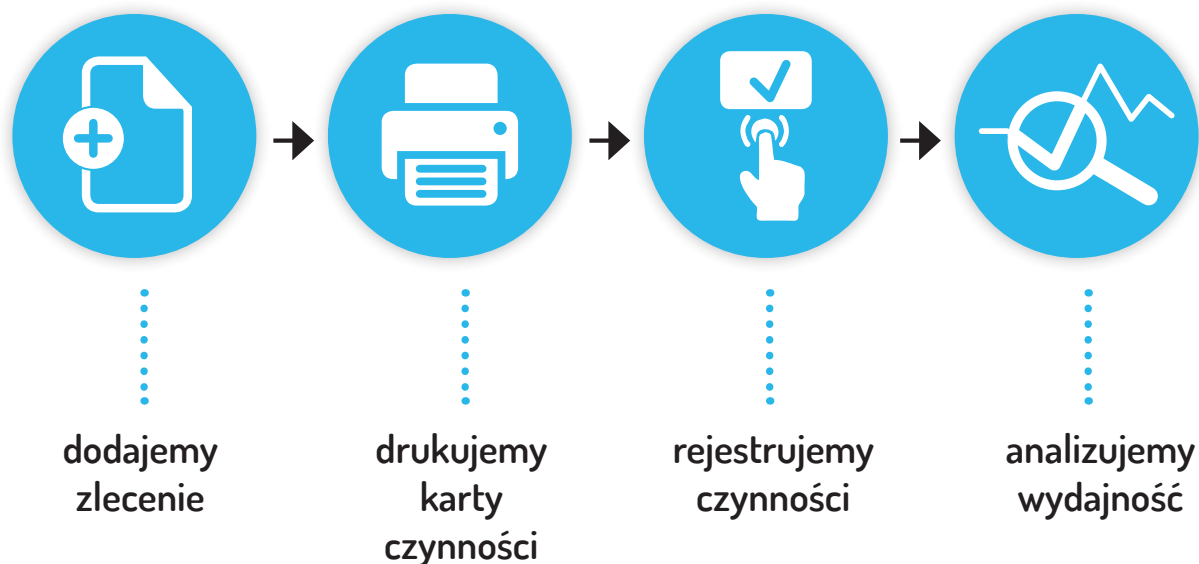 dodajemy
zlecenie
drukujemy
karty
czynności
rejestrujemy
czynności
analizujemy
wydajność